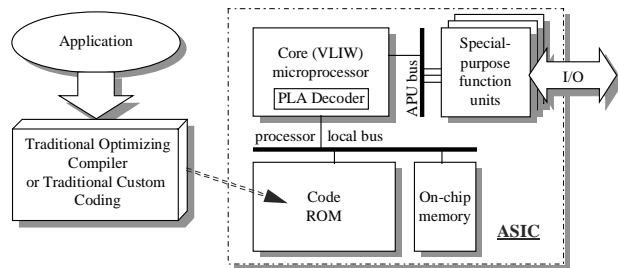 Application
Traditional Optimizing
Compiler
or Traditional Custom
Coding
Core (VLIW)
microprocessor
PLA Decoder
APU bus
Special-
purpose
function
units
I/O
processor local bus
Code
ROM
On-chip
memory
ASIC